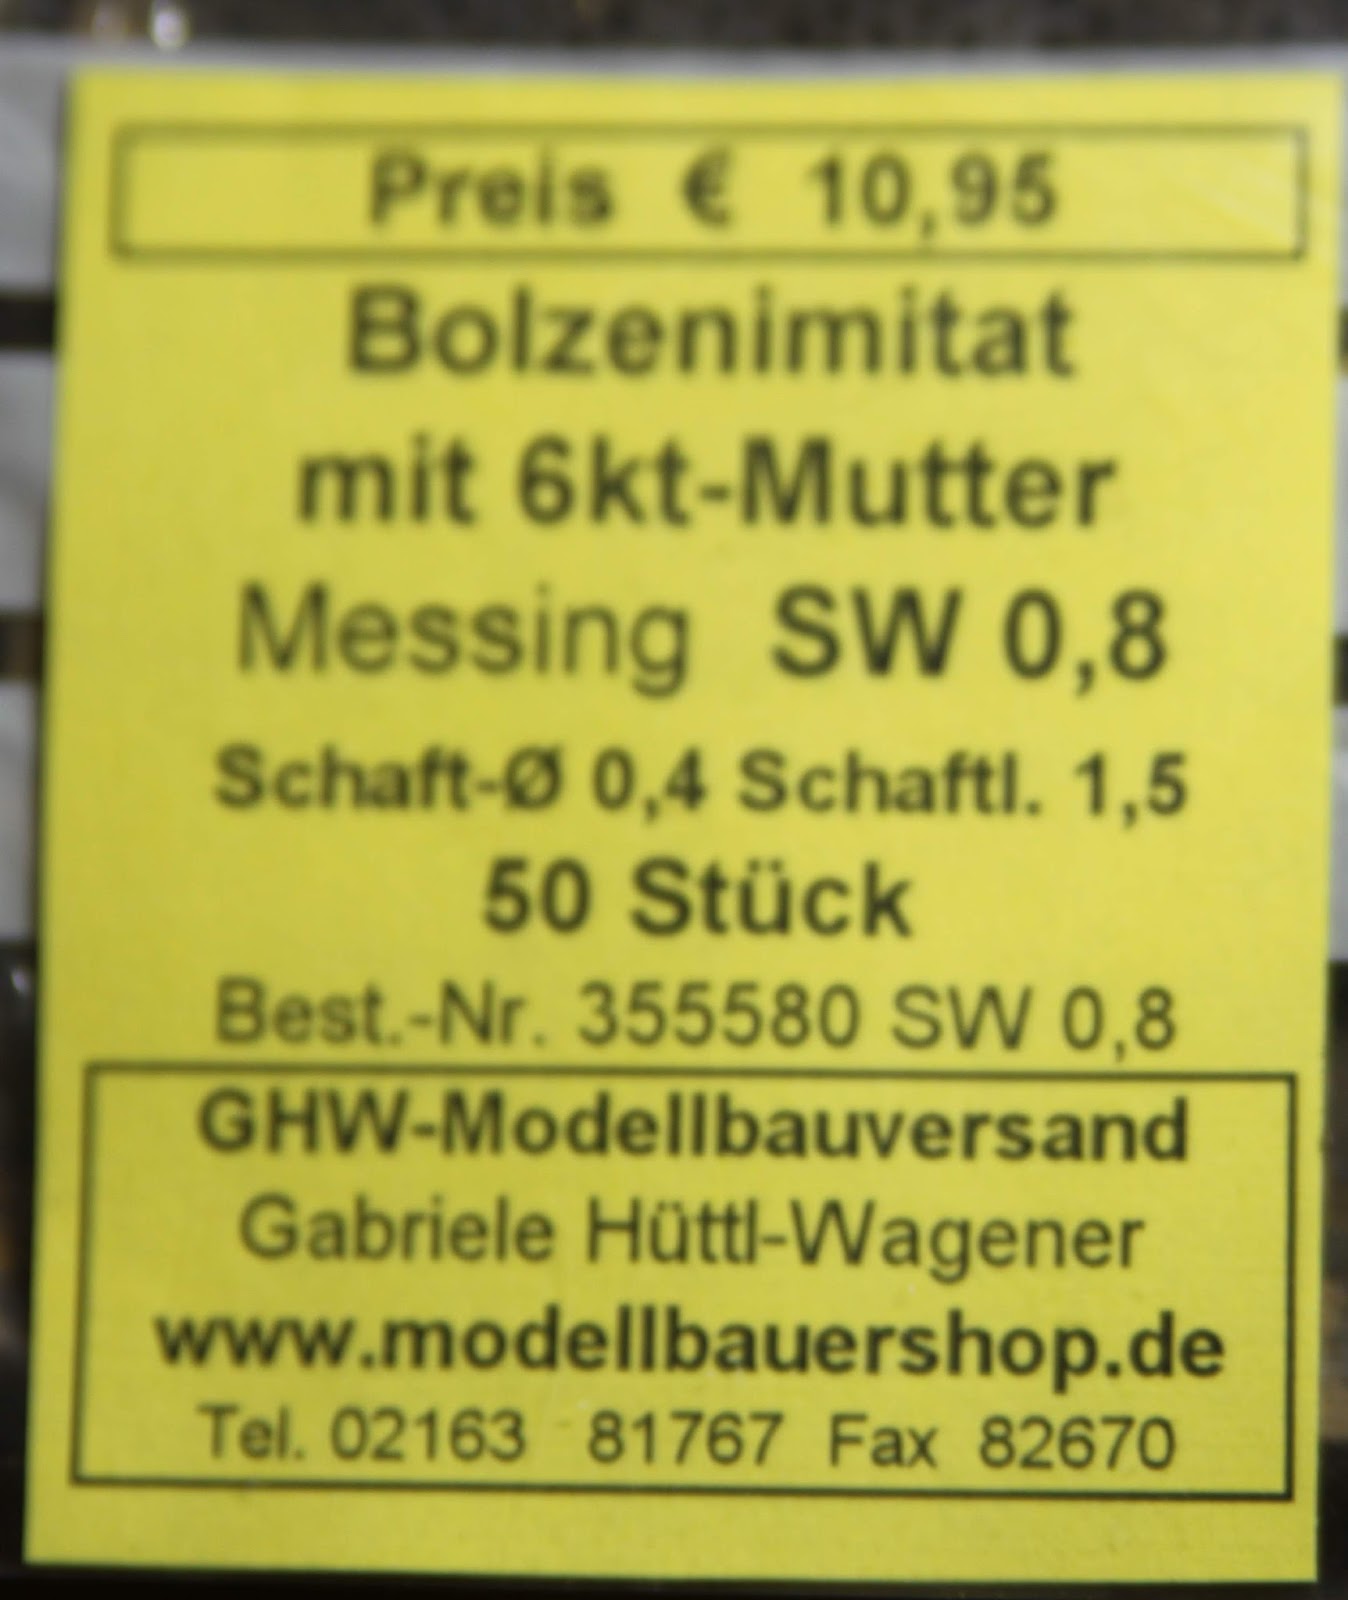 Preis € 10,95
Bolzenimitat
mit 6kt-Mutter
Messing SW 0,8
Schaft-Ø 0,4 Schaftl. 1,5
50 Stück
Best.-Nr. 355580 SW 0,8
GHW-Modellbauversand
Gabriele Hüttl-Wagener
www.modellbauershop.de
Tel. 02163 81767 Fax 82670